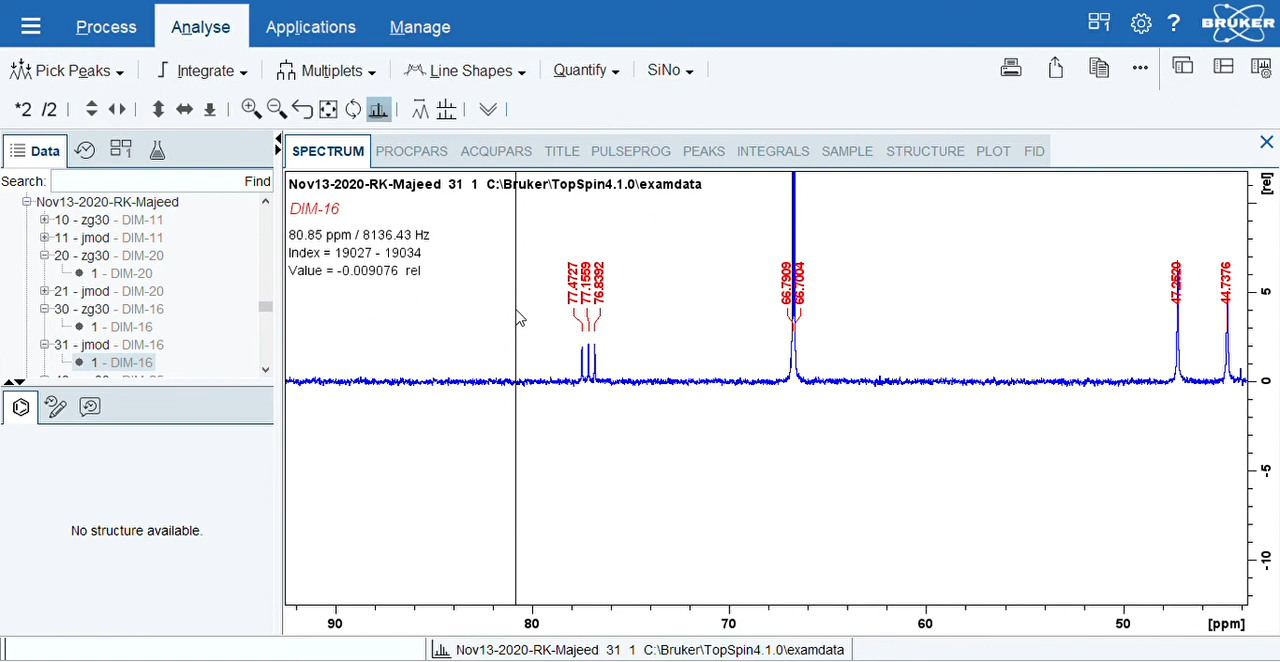 Process Analyse Applications Manage
BRUKER
Pick Peaks Integrate Multiplets Line Shapes Quantify SiNo
*2 /2
Data
SPECTRUM PROCPARS ACQUPARS TITLE PULSEPROG PEAKS INTEGRALS SAMPLE STRUCTURE PLOT FID
Search: Find
Nov13-2020-RK-Majeed
10 - zg30 - DIM-11
11 - jmod - DIM-11
20 - zg30 - DIM-20
1 - DIM-20
21 - jmod - DIM-20
30 - zg30 - DIM-16
1 - DIM-16
31 - jmod - DIM-16
1 - DIM-16
No structure available.
Nov13-2020-RK-Majeed 31 1 C:\Bruker\TopSpin4.1.0\examdata
DIM-16
80.85 ppm / 8136.43 Hz
Index = 19027 - 19034
Value = -0.009076 rel
77.4727
77.1559
76.8392
66.7909
66.7004
47.2520
44.7376
[rel]
5
0
-5
-10
90 80 70 60 50 [ppm]
Nov13-2020-RK-Majeed 31 1 C:\Bruker\TopSpin4.1.0\examdata